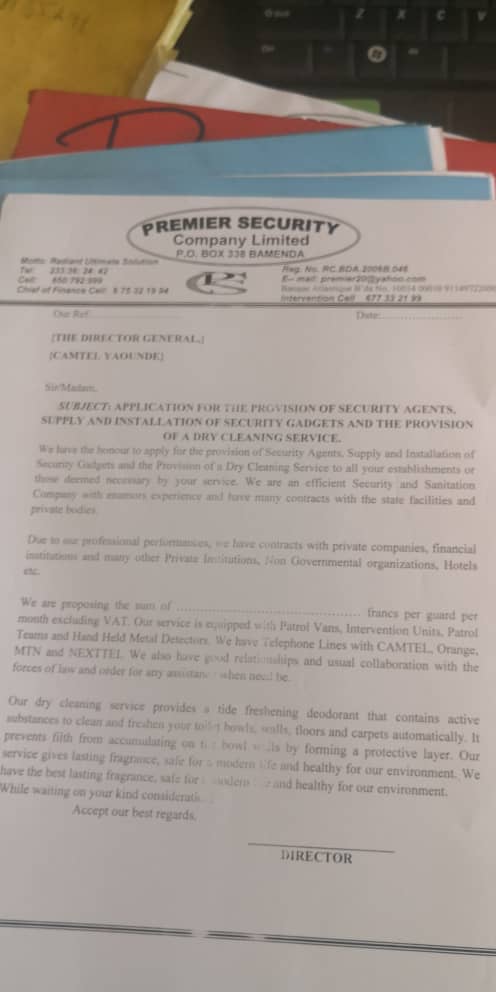 PREMIER SECURITY
Company Limited
P.O. BOX 338 BAMENDA
Motto: Radiant Ultimate Solution
Tel: 233 36 24 42
Cell: 650 792 999
Chief of Finance Cell: 6 75 32 19 94
PS
Reg. No. RC.BDA.2005B.046
E-- mail: premier20@yahoo.com
Intervention Cell 677 33 21 99
Our Ref:
Date:
[THE DIRECTOR GENERAL,]
[CAMTEL YAOUNDE]
Sir/Madam,
SUBJECT: APPLICATION FOR THE PROVISION OF SECURITY AGENTS,
SUPPLY AND INSTALLATION OF SECURITY GADGETS AND THE PROVISION
OF A DRY CLEANING SERVICE.
We have the honour to apply for the provision of Security Agents, Supply and Installation of
Security Gadgets and the Provision of a Dry Cleaning Service to all your establishments or
those deemed necessary by your service. We are an efficient Security and Sanitation
Company with enamors experience and have many contracts with the state facilities and
private bodies.
Due to our professional performances, we have contracts with private companies, financial
institutions and many other Private Institutions, Non Governmental organizations, Hotels
etc.
We are proposing the sum of ........................................ francs per guard per
month excluding VAT. Our service is equipped with Patrol Vans, Intervention Units, Patrol
Teams and Hand Held Metal Detectors. We have Telephone Lines with CAMTEL, Orange,
MTN and NEXTTEL. We also have good relationships and usual collaboration with the
forces of law and order for any assistance when need be.
Our dry cleaning service provides a tide freshening deodorant that contains active
substances to clean and freshen your toilet bowls, walls, floors and carpets automatically. It
prevents filth from accumulating on the bowl walls by forming a protective layer. Our
service gives lasting fragrance, safe for a modern life and healthy for our environment. We
have the best lasting fragrance, safe for a modern life and healthy for our environment.
While waiting on your kind consideration
Accept our best regards.
DIRECTOR